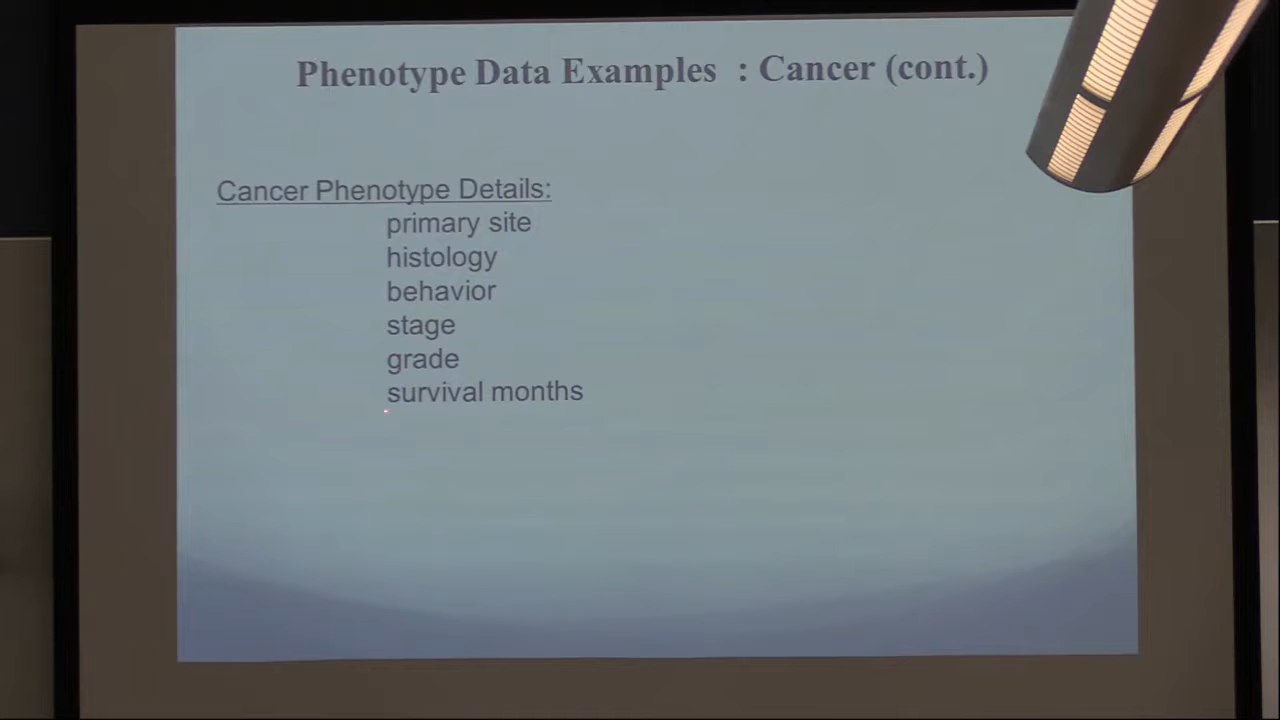 Phenotype Data Examples : Cancer (cont.)
Cancer Phenotype Details:
primary site
histology
behavior
stage
grade
survival months